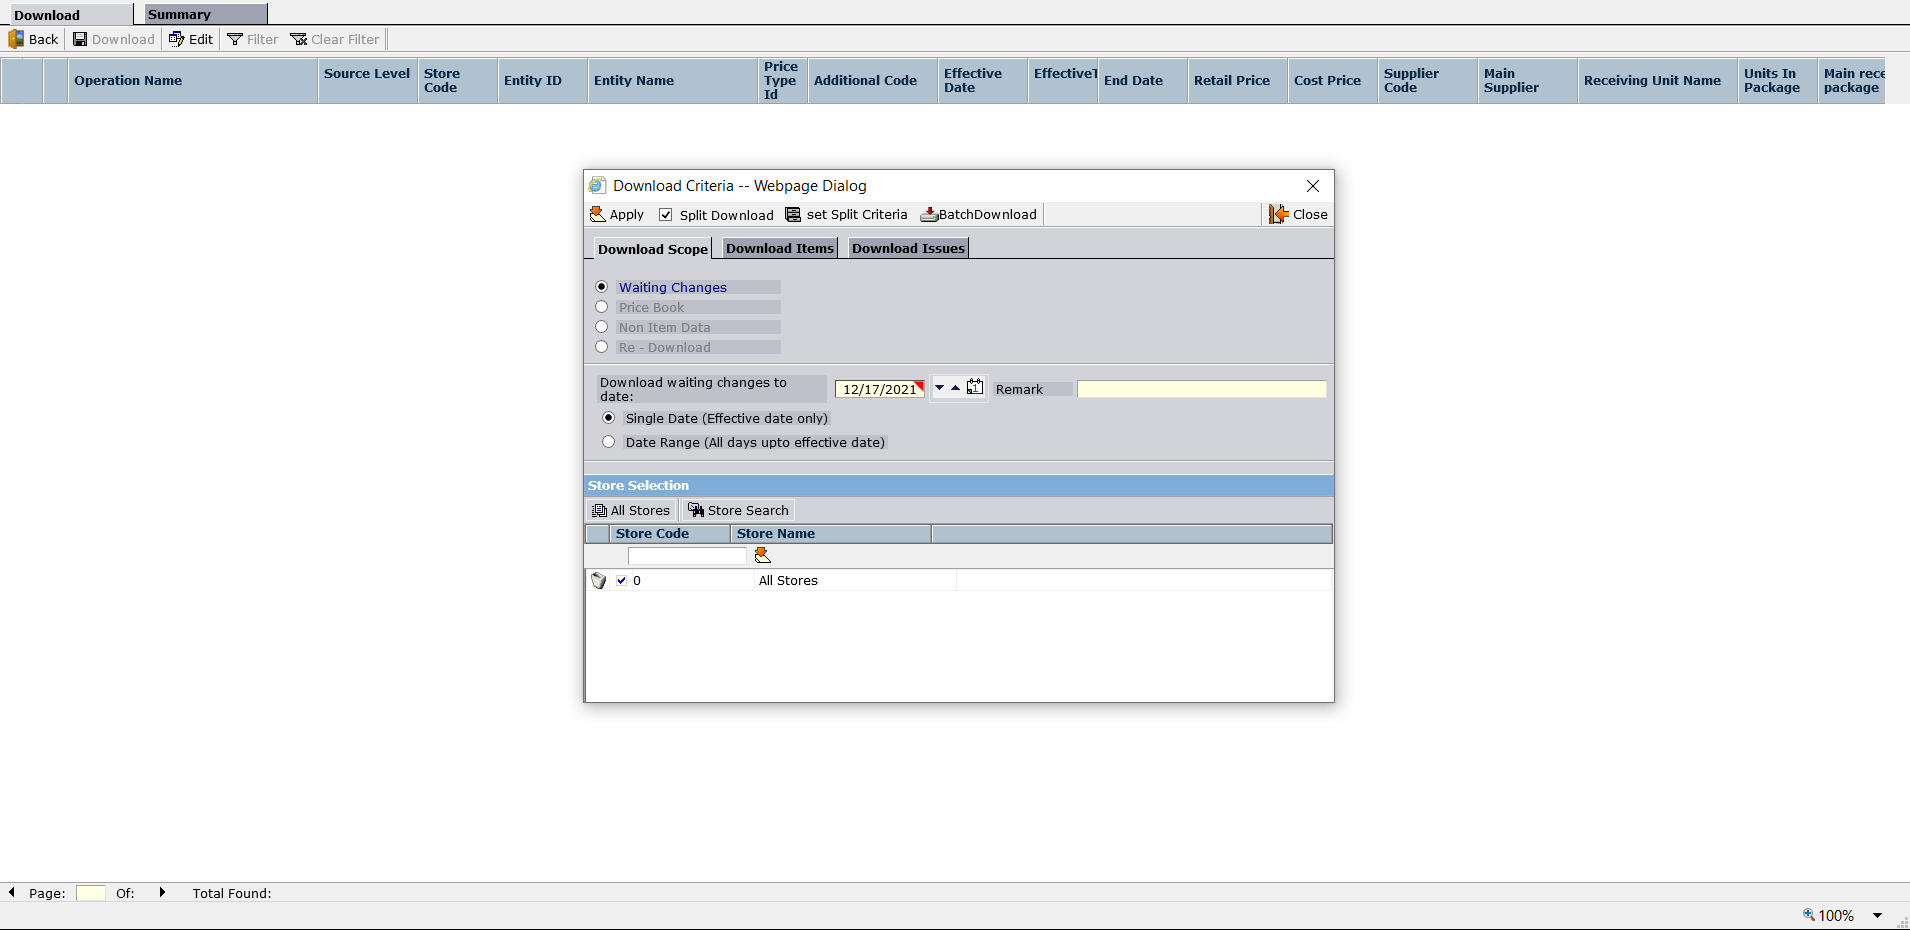 Download Summary
Back Download Edit Filter Clear Filter
Operation Name Source Level Store Code Entity ID Entity Name Price Type Id Additional Code Effective Date EffectiveT End Date Retail Price Cost Price Supplier Code Main Supplier Receiving Unit Name Units In Package Main rece package
Download Criteria -- Webpage Dialog
Apply Split Download set Split Criteria BatchDownload Close
Download Scope Download Items Download Issues
Waiting Changes
Price Book
Non Item Data
Re - Download
Download waiting changes to
date:
12/17/2021 1 Remark
Single Date (Effective date only)
Date Range (All days upto effective date)
Store Selection
All Stores Store Search
Store Code Store Name
0 All Stores
Page: Of: Total Found:
100%